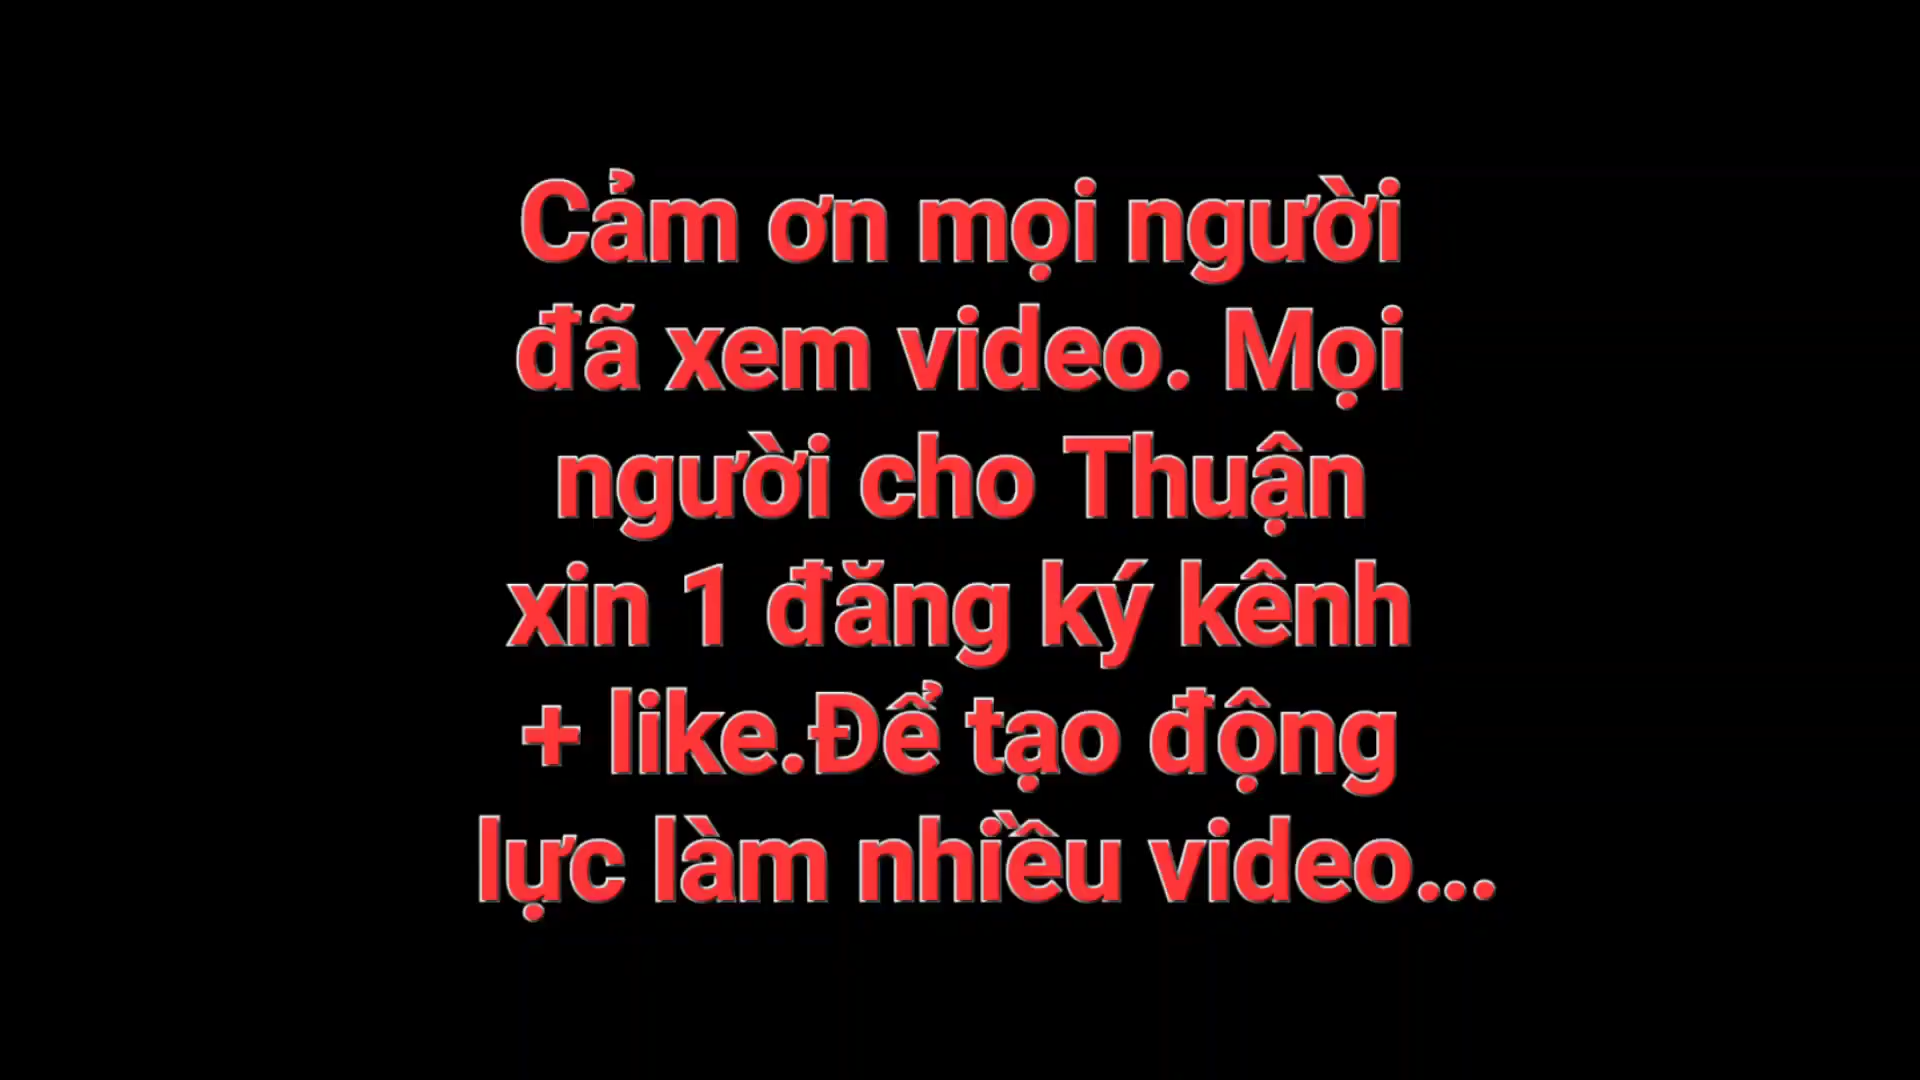 Cảm ơn mọi người
đã xem video. Mọi
người cho Thuận
xin 1 đăng ký kênh
+ like.Để tạo động
lực làm nhiều video...